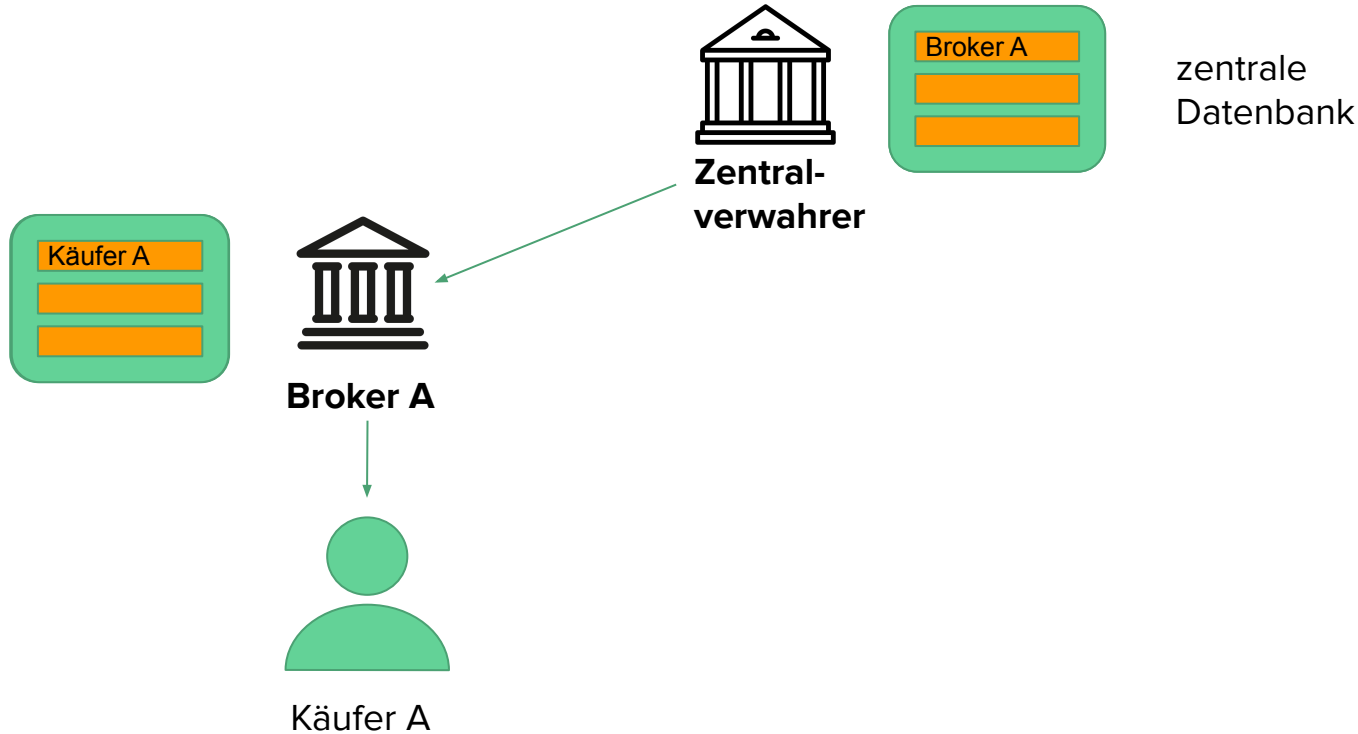 Broker A
zentrale
Datenbank
Zentral-
verwahrer
Käufer A
Broker A
Käufer A